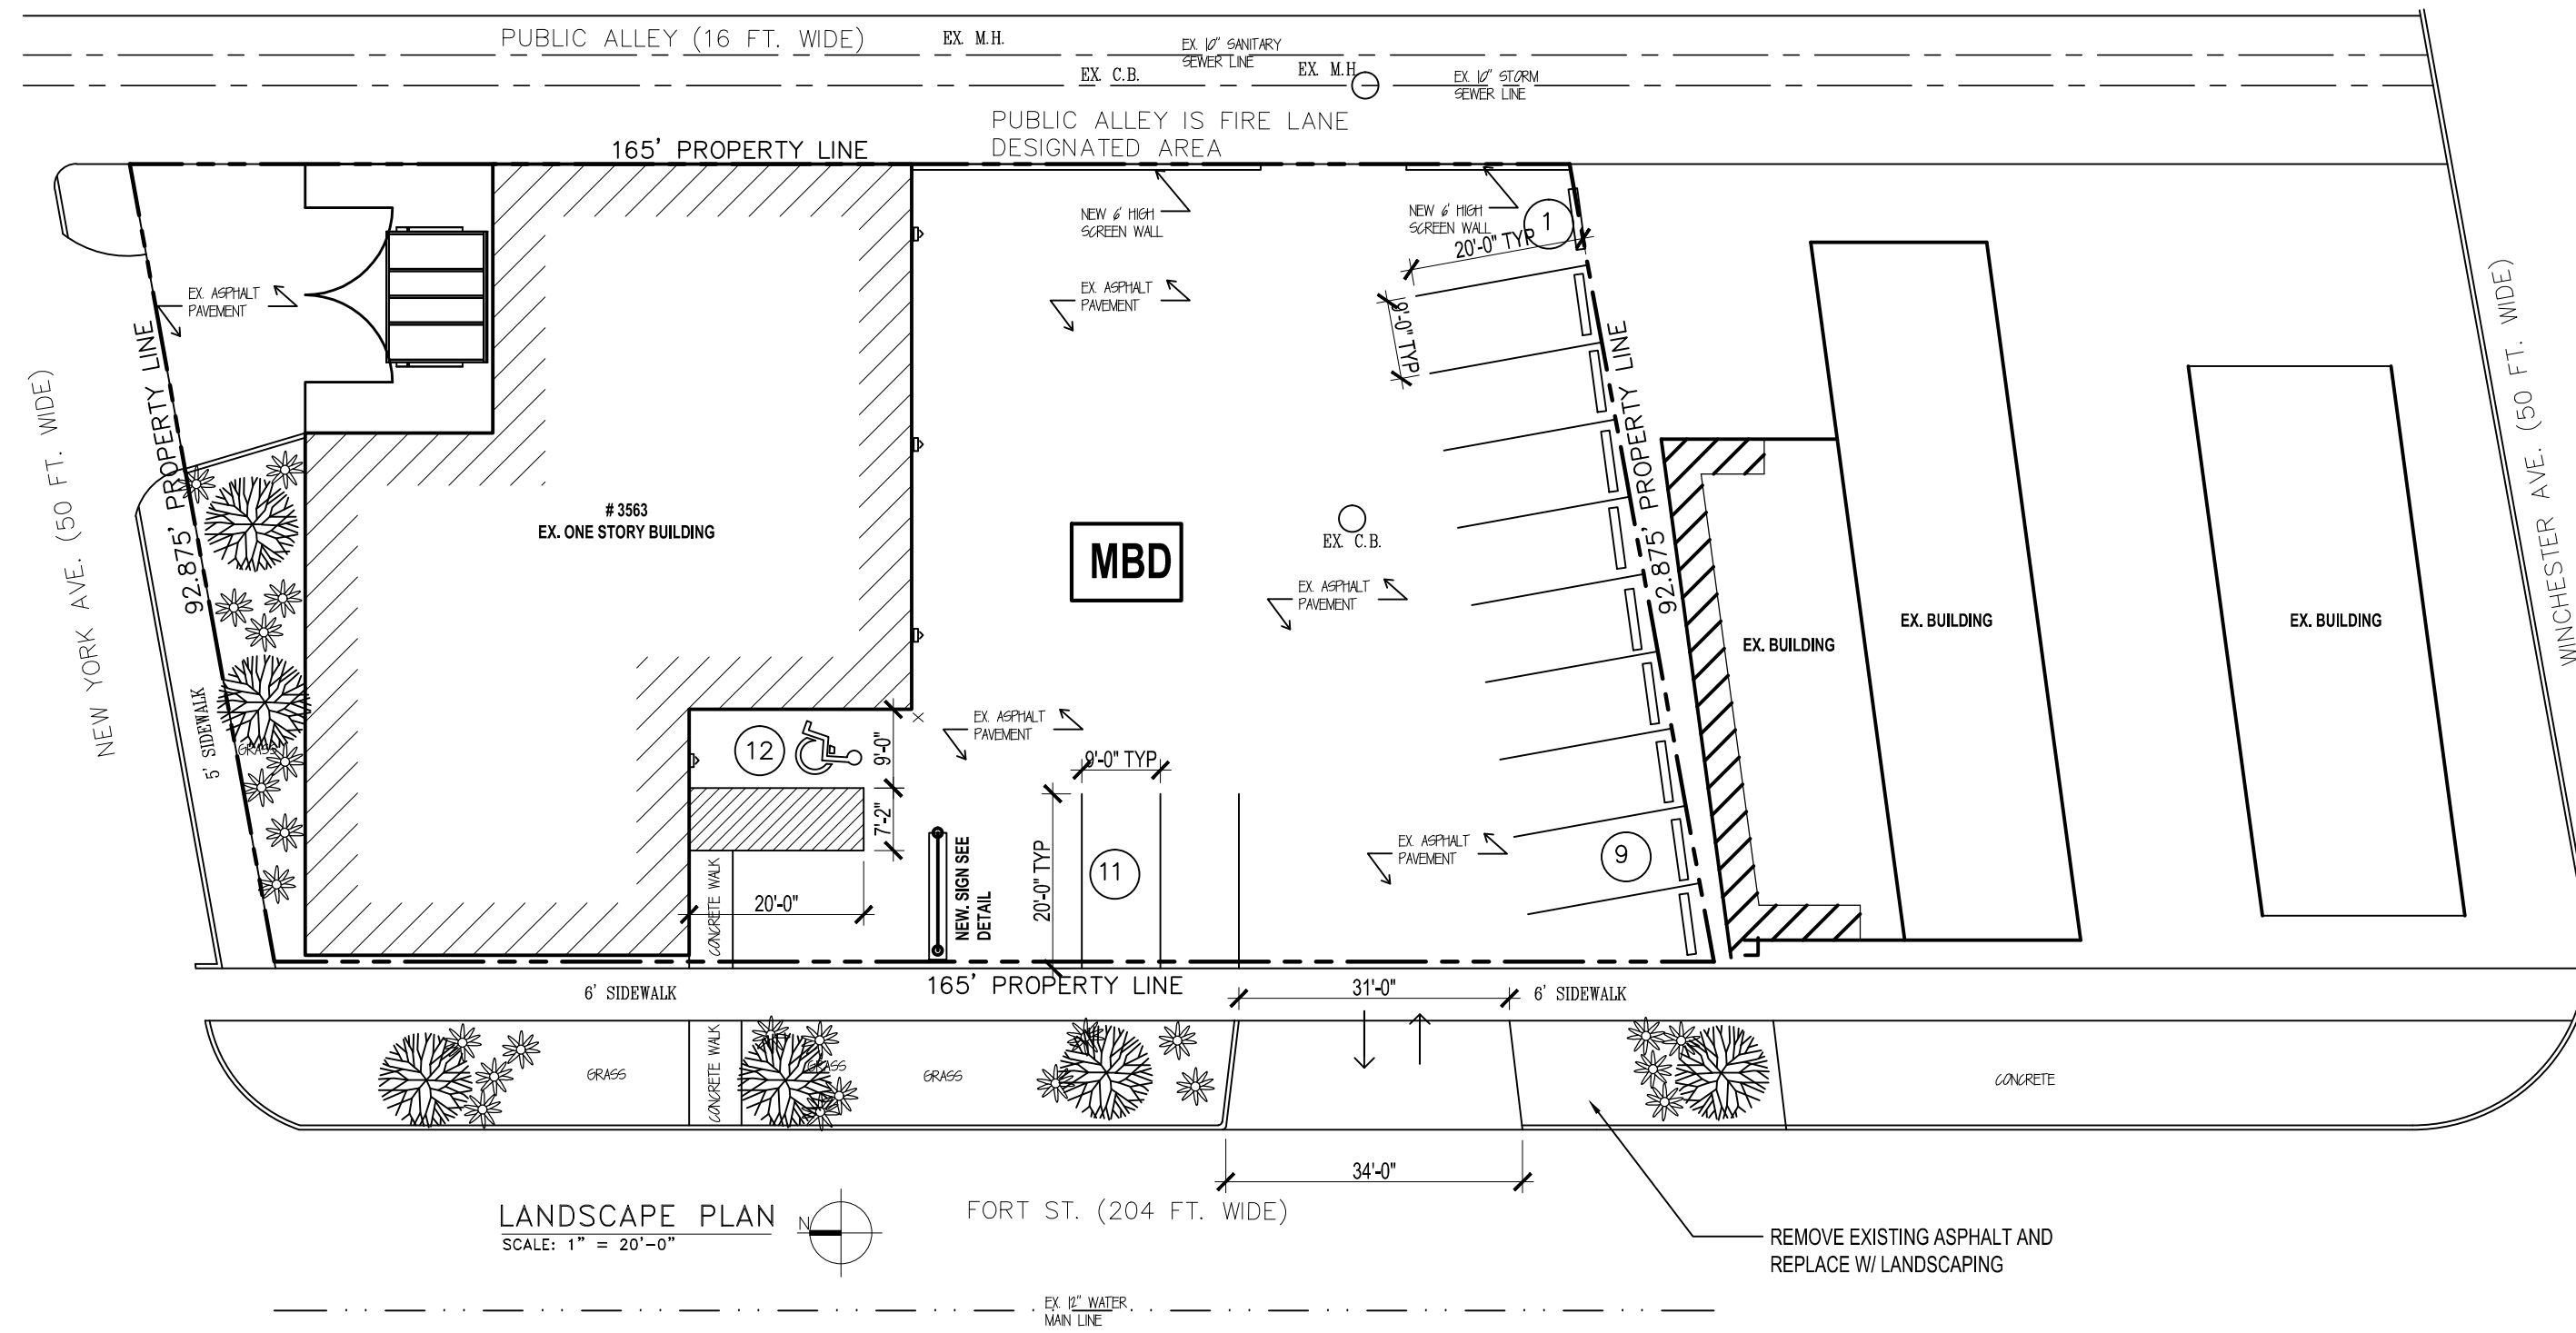 PUBLIC ALLEY (16 FT. WIDE)
EX. M.H.
EX. 10" SANITARY
SEWER LINE
EX. C.B.
EX. M.H.
EX. 10" STORM
SEWER LINE
PUBLIC ALLEY IS FIRE LANE
DESIGNATED AREA
165' PROPERTY LINE
NEW 6' HIGH
SCREEN WALL
NEW 6' HIGH
SCREEN WALL
1
20'-0" TYP
9'-0" TYP
EX. ASPHALT
PAVEMENT
EX. ASPHALT
PAVEMENT
NEW YORK AVE. (50 FT. WIDE)
92.875' PROPERTY LINE
5' SIDEWALK
GRASS
# 3563
EX. ONE STORY BUILDING
MBD
EX. C.B.
EX. ASPHALT
PAVEMENT
92.875' PROPERTY LINE
EX. BUILDING
EX. BUILDING
EX. BUILDING
WINCHESTER AVE. (50 FT. WIDE)
12
9'-0"
7'-2"
20'-0"
CONCRETE WALK
EX. ASPHALT
PAVEMENT
NEW. SIGN SEE
DETAIL
9'-0" TYP
20'-0" TYP
11
EX. ASPHALT
PAVEMENT
9
6' SIDEWALK
165' PROPERTY LINE
31'-0"
6' SIDEWALK
GRASS
CONCRETE WALK
GRASS
GRASS
CONCRETE
34'-0"
LANDSCAPE PLAN
SCALE: 1" = 20'-0"
N
FORT ST. (204 FT. WIDE)
REMOVE EXISTING ASPHALT AND
REPLACE W/ LANDSCAPING
EX. 12" WATER
MAIN LINE